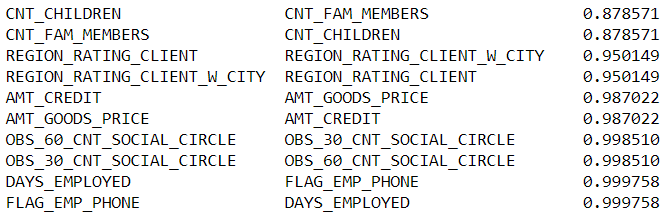 CNT_CHILDREN CNT_FAM_MEMBERS 0.878571
CNT_FAM_MEMBERS CNT_CHILDREN 0.878571
REGION_RATING_CLIENT REGION_RATING_CLIENT_W_CITY 0.950149
REGION_RATING_CLIENT_W_CITY REGION_RATING_CLIENT 0.950149
AMT_CREDIT AMT_GOODS_PRICE 0.987022
AMT_GOODS_PRICE AMT_CREDIT 0.987022
OBS_60_CNT_SOCIAL_CIRCLE OBS_30_CNT_SOCIAL_CIRCLE 0.998510
OBS_30_CNT_SOCIAL_CIRCLE OBS_60_CNT_SOCIAL_CIRCLE 0.998510
DAYS_EMPLOYED FLAG_EMP_PHONE 0.999758
FLAG_EMP_PHONE DAYS_EMPLOYED 0.999758